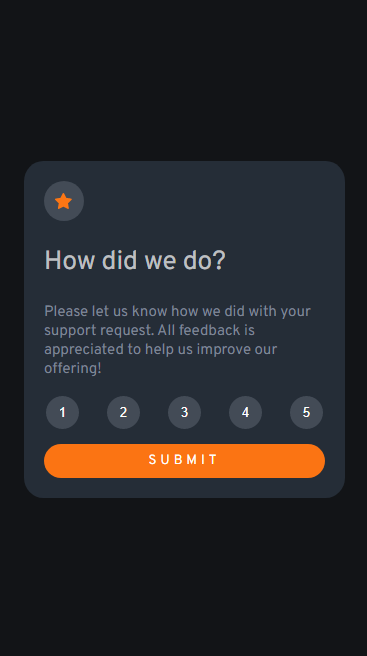 How did we do?
Please let us know how we did with your
support request. All feedback is
appreciated to help us improve our
offering!
1 2 3 4 5
SUBMIT